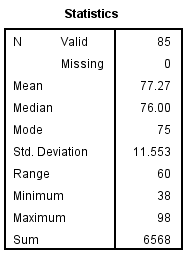 Statistics
N Valid 85
Missing 0
Mean 77.27
Median 76.00
Mode 75
Std. Deviation 11.553
Range 60
Minimum 38
Maximum 98
Sum 6568